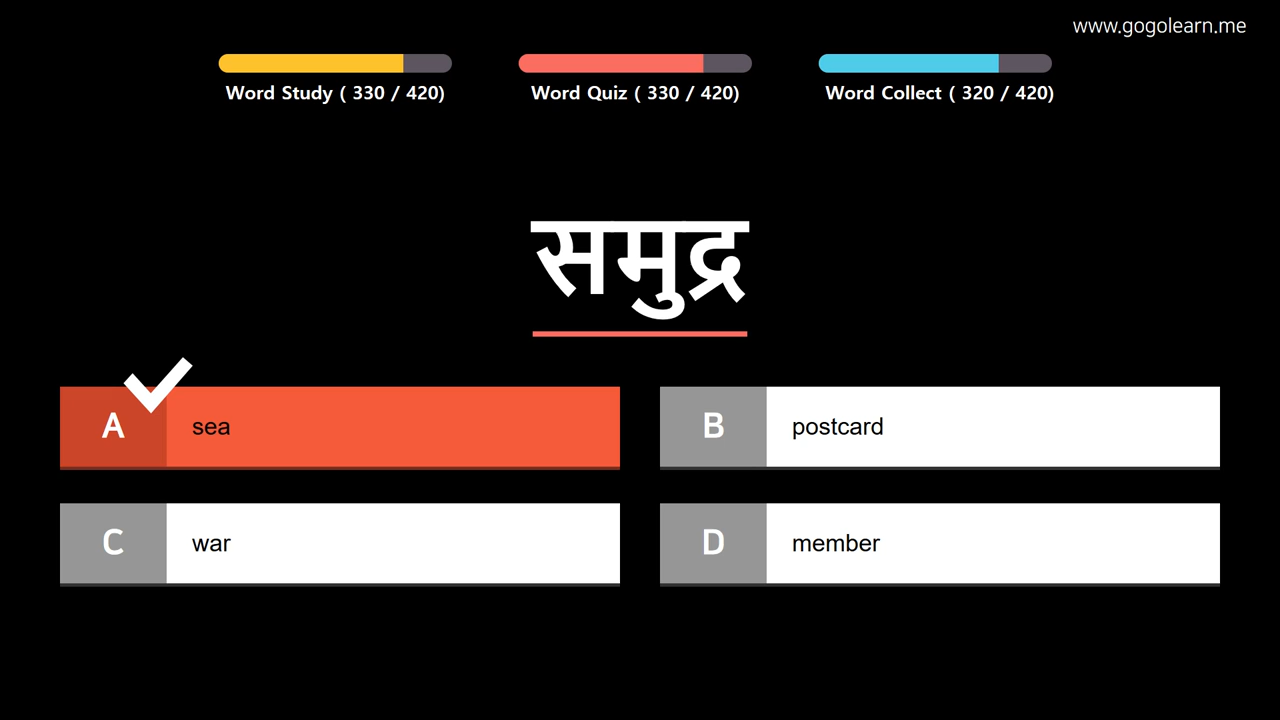 www.gogolearn.me
Word Study ( 330 / 420)
Word Quiz ( 330 / 420)
Word Collect ( 320 / 420)
समुद्र
A
sea
B
postcard
C
war
D
member